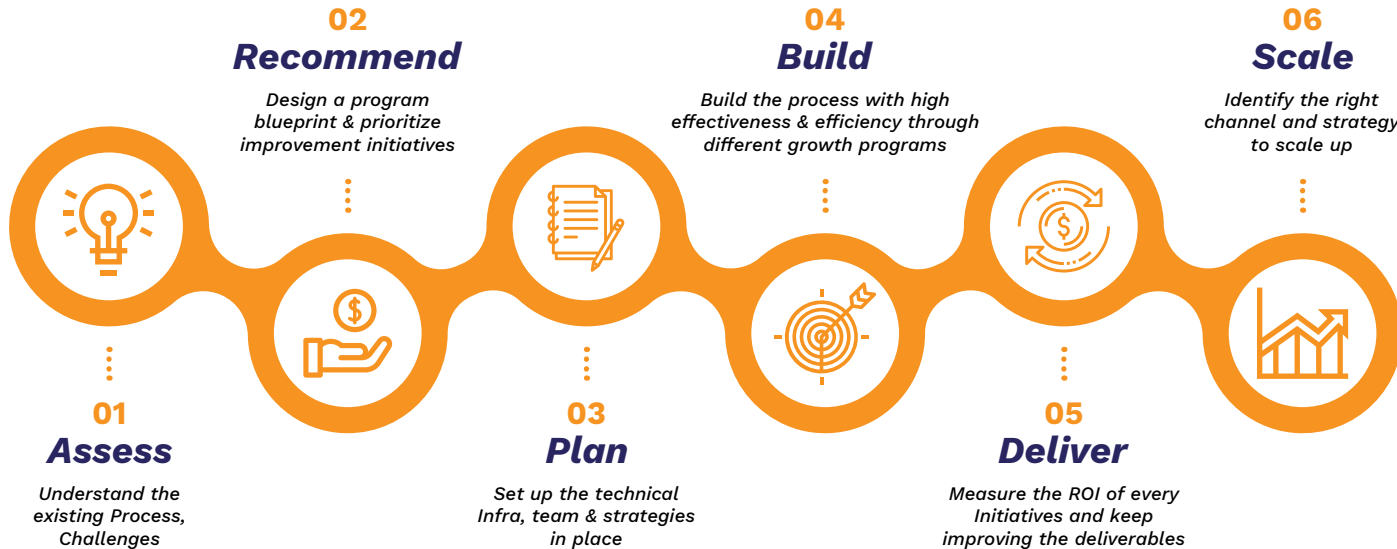 01
Assess
Understand the
existing Process,
Challenges
02
Recommend
Design a program
blueprint & prioritize
improvement initiatives
03
Plan
Set up the technical
Infra, team & strategies
in place
04
Build
Build the process with high
effectiveness & efficiency through
different growth programs
05
Deliver
Measure the ROI of every
Initiatives and keep
improving the deliverables
06
Scale
Identify the right
channel and strategy
to scale up
$
$